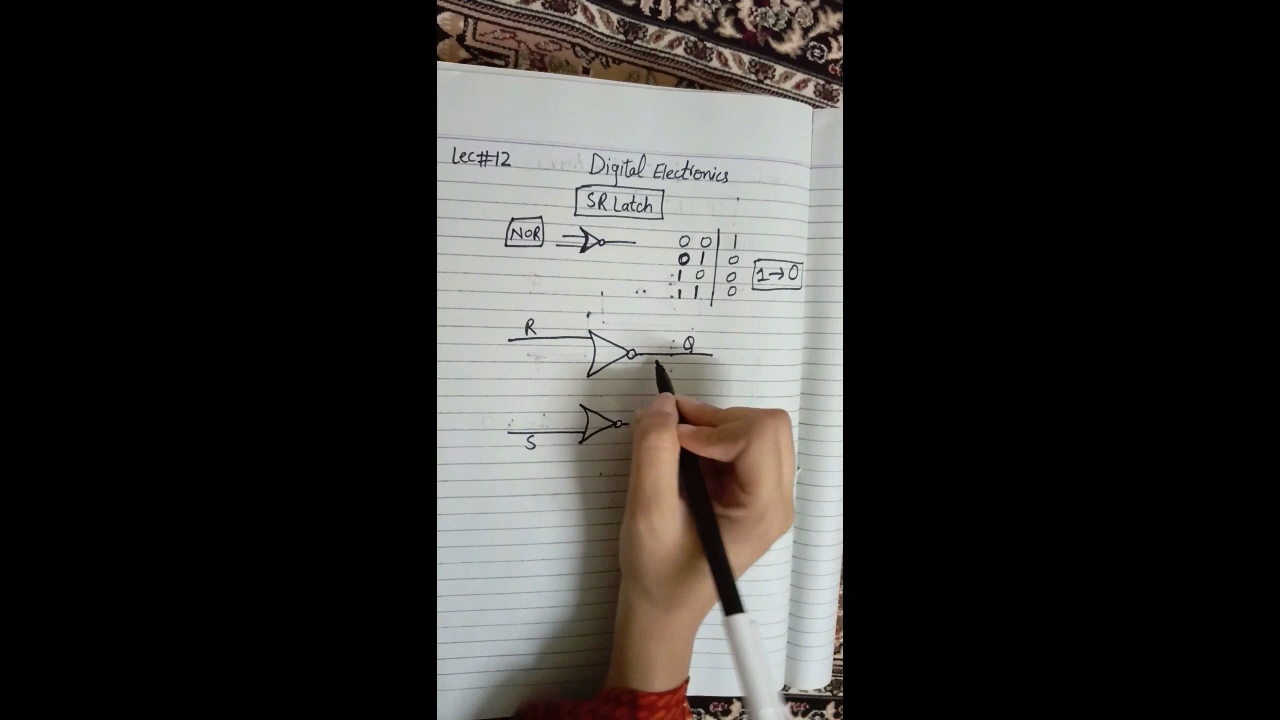 Lec#12
Digital Electronics
SR Latch
NOR
0 0 | 1
0 1 | 0
1 0 | 0
1 1 | 0
1→0
R
Q
S